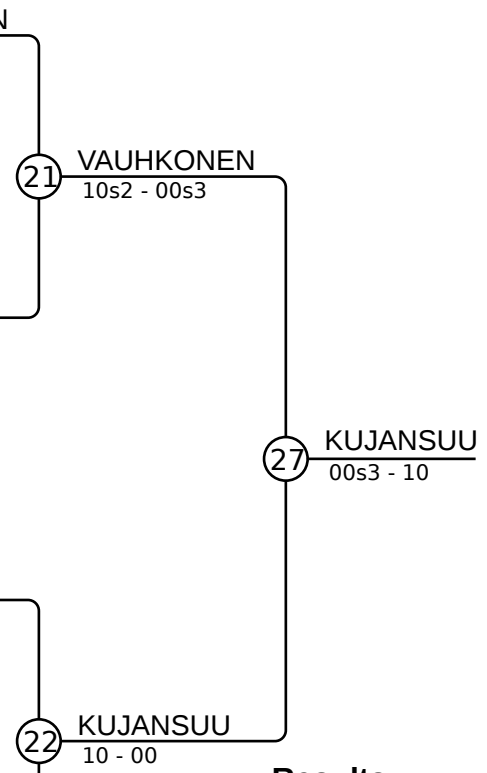 N
21
VAUHKONEN
10s2 - 00s3
27
KUJANSUU
00s3 - 10
22
KUJANSUU
10 - 00